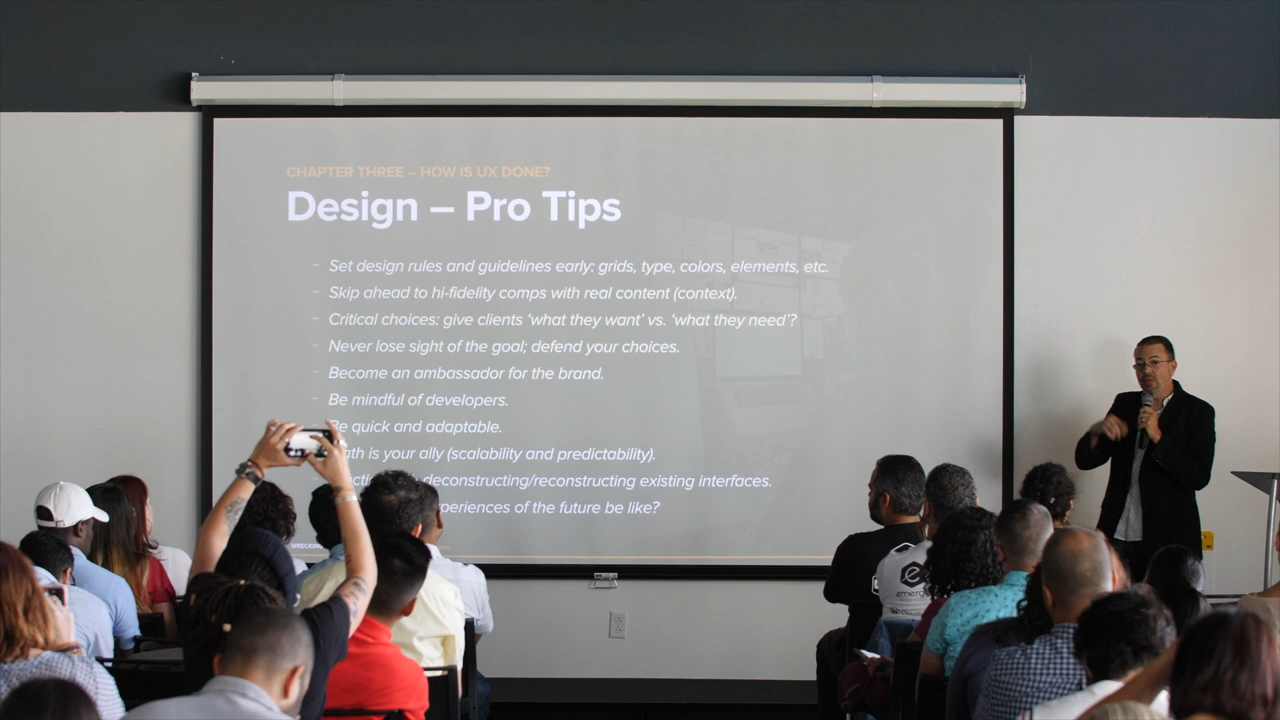 CHAPTER THREE – HOW IS UX DONE?
Design – Pro Tips
– Set design rules and guidelines early: grids, type, colors, elements, etc.
– Skip ahead to hi-fidelity comps with real content (context).
– Critical choices: give clients ‘what they want’ vs. ‘what they need’?
– Never lose sight of the goal; defend your choices.
– Become an ambassador for the brand.
– Be mindful of developers.
Be quick and adaptable.
is your ally (scalability and predictability).
deconstructing/reconstructing existing interfaces.
of the future be like?